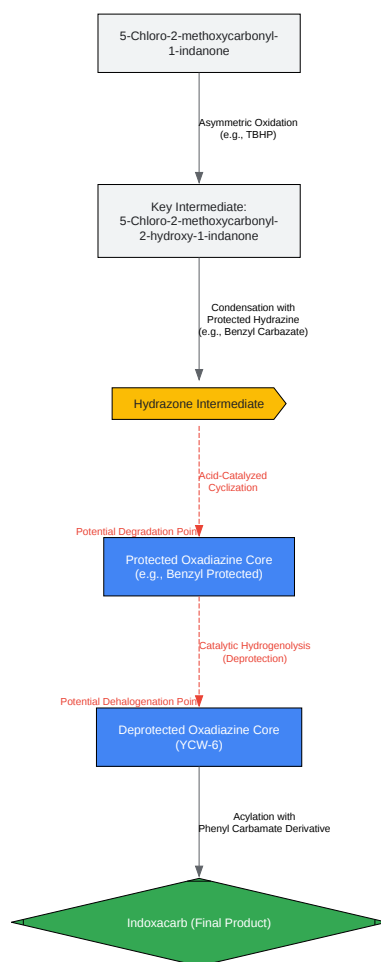 5-Chloro-2-methoxycarbonyl-
1-indanone
Asymmetric Oxidation
(e.g., TBHP)
Key Intermediate:
5-Chloro-2-methoxycarbonyl-
2-hydroxy-1-indanone
Condensation with
Protected Hydrazine
(e.g., Benzyl Carbazate)
Hydrazone Intermediate
Acid-Catalyzed
Cyclization
Potential Degradation Point
Protected Oxadiazine Core
(e.g., Benzyl Protected)
Catalytic Hydrogenolysis
(Deprotection)
Potential Dehalogenation Point
Deprotected Oxadiazine Core
(YCW-6)
Acylation with
Phenyl Carbamate Derivative
Indoxacarb (Final Product)